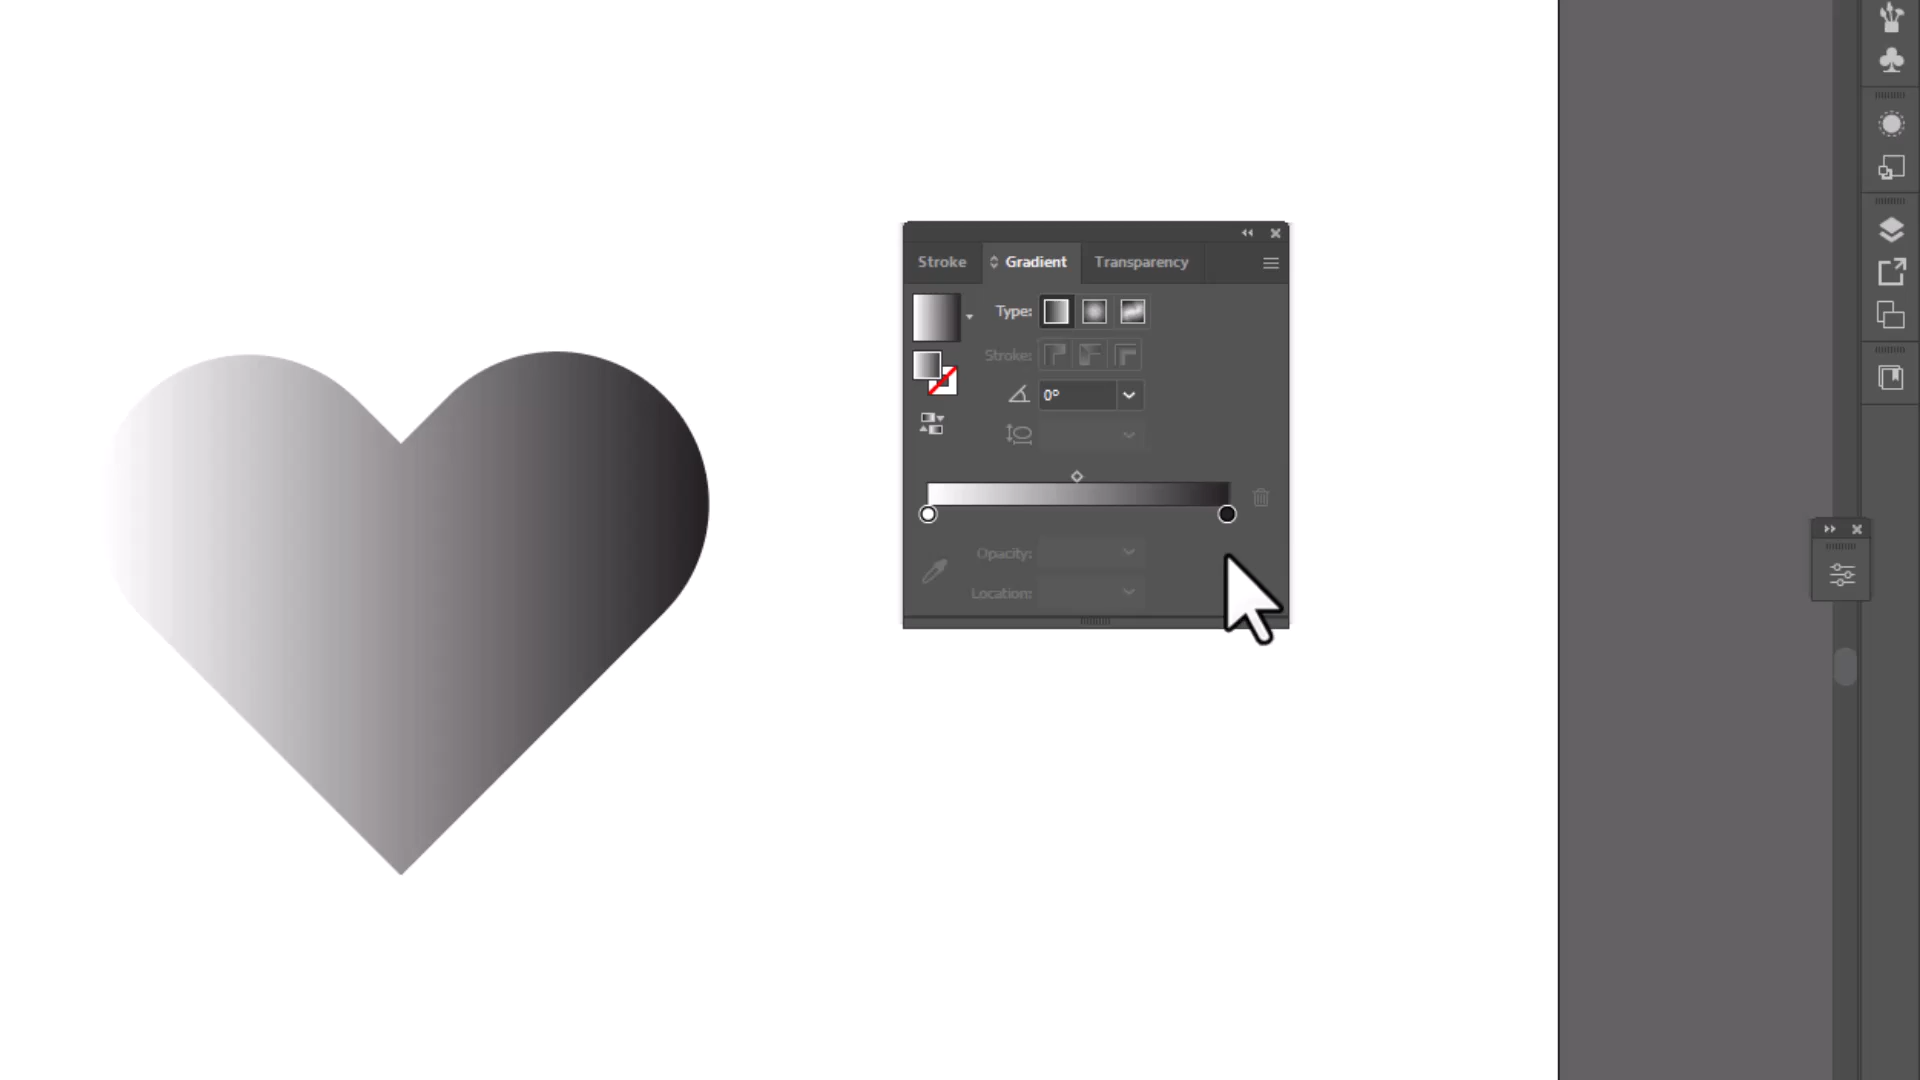 Stroke
Gradient
Transparency
Type:
Stroke:
0°
Opacity:
Location: